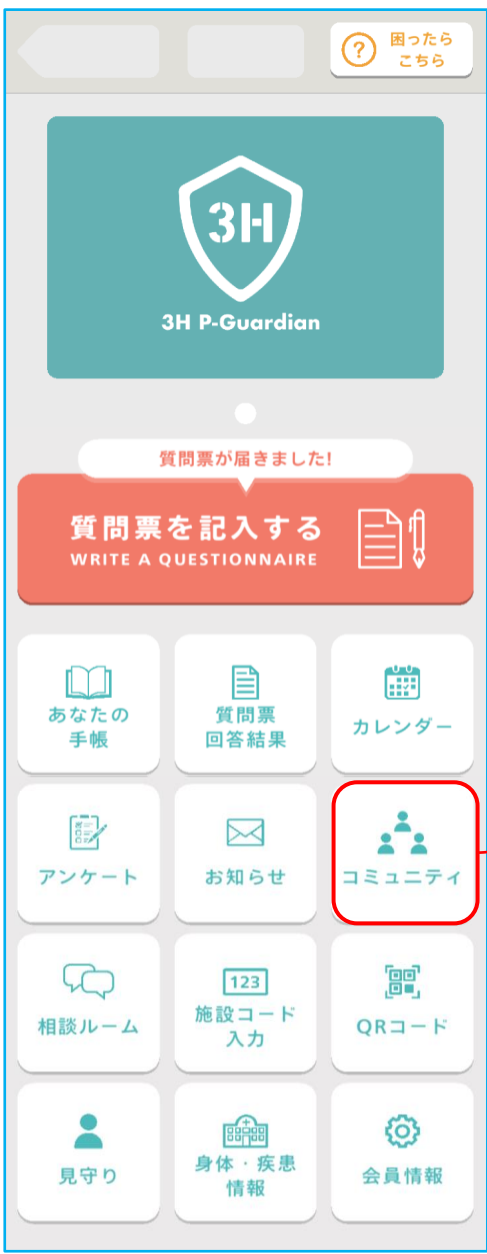 困ったら
こちら
3H
3H P-Guardian
質問票が届きました!
質問票を記入する
WRITE A QUESTIONNAIRE
あなたの
手帳
質問票
回答結果
カレンダー
アンケート
お知らせ
コミュニティ
相談ルーム
123
施設コード
入力
QRコード
見守り
身体・疾患
情報
会員情報